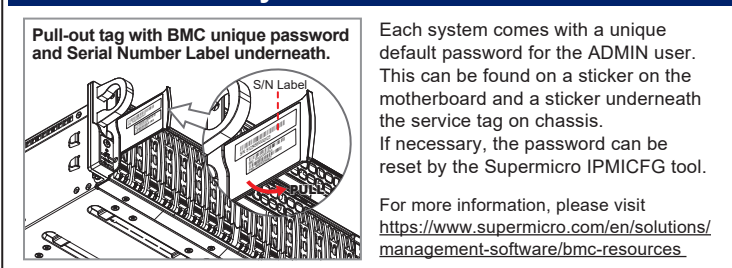 Pull-out tag with BMC unique password
and Serial Number Label underneath.
S/N Label
PULL
Each system comes with a unique
default password for the ADMIN user.
This can be found on a sticker on the
motherboard and a sticker underneath
the service tag on chassis.
If necessary, the password can be
reset by the Supermicro IPMICFG tool.
For more information, please visit
https://www.supermicro.com/en/solutions/
management-software/bmc-resources